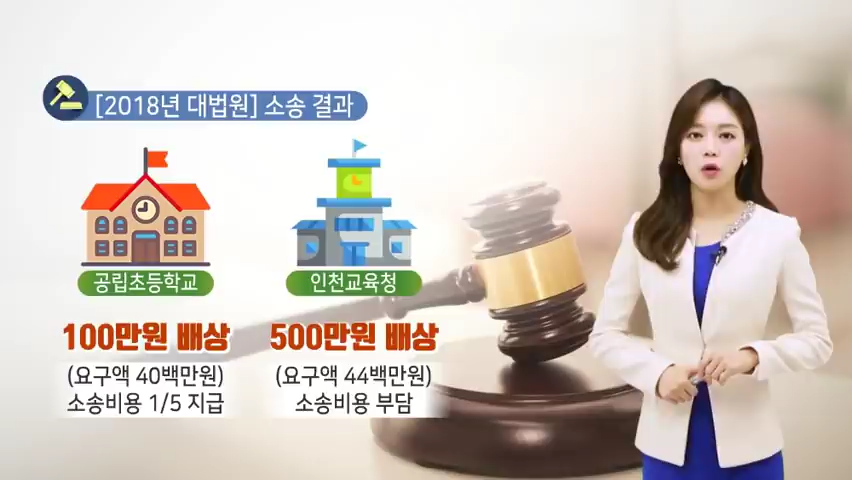 [2018년 대법원] 소송 결과
공립초등학교
인천교육청
100만원 배상
500만원 배상
(요구액 40백만원)
(요구액 44백만원)
소송비용 1/5 지급
소송비용 부담